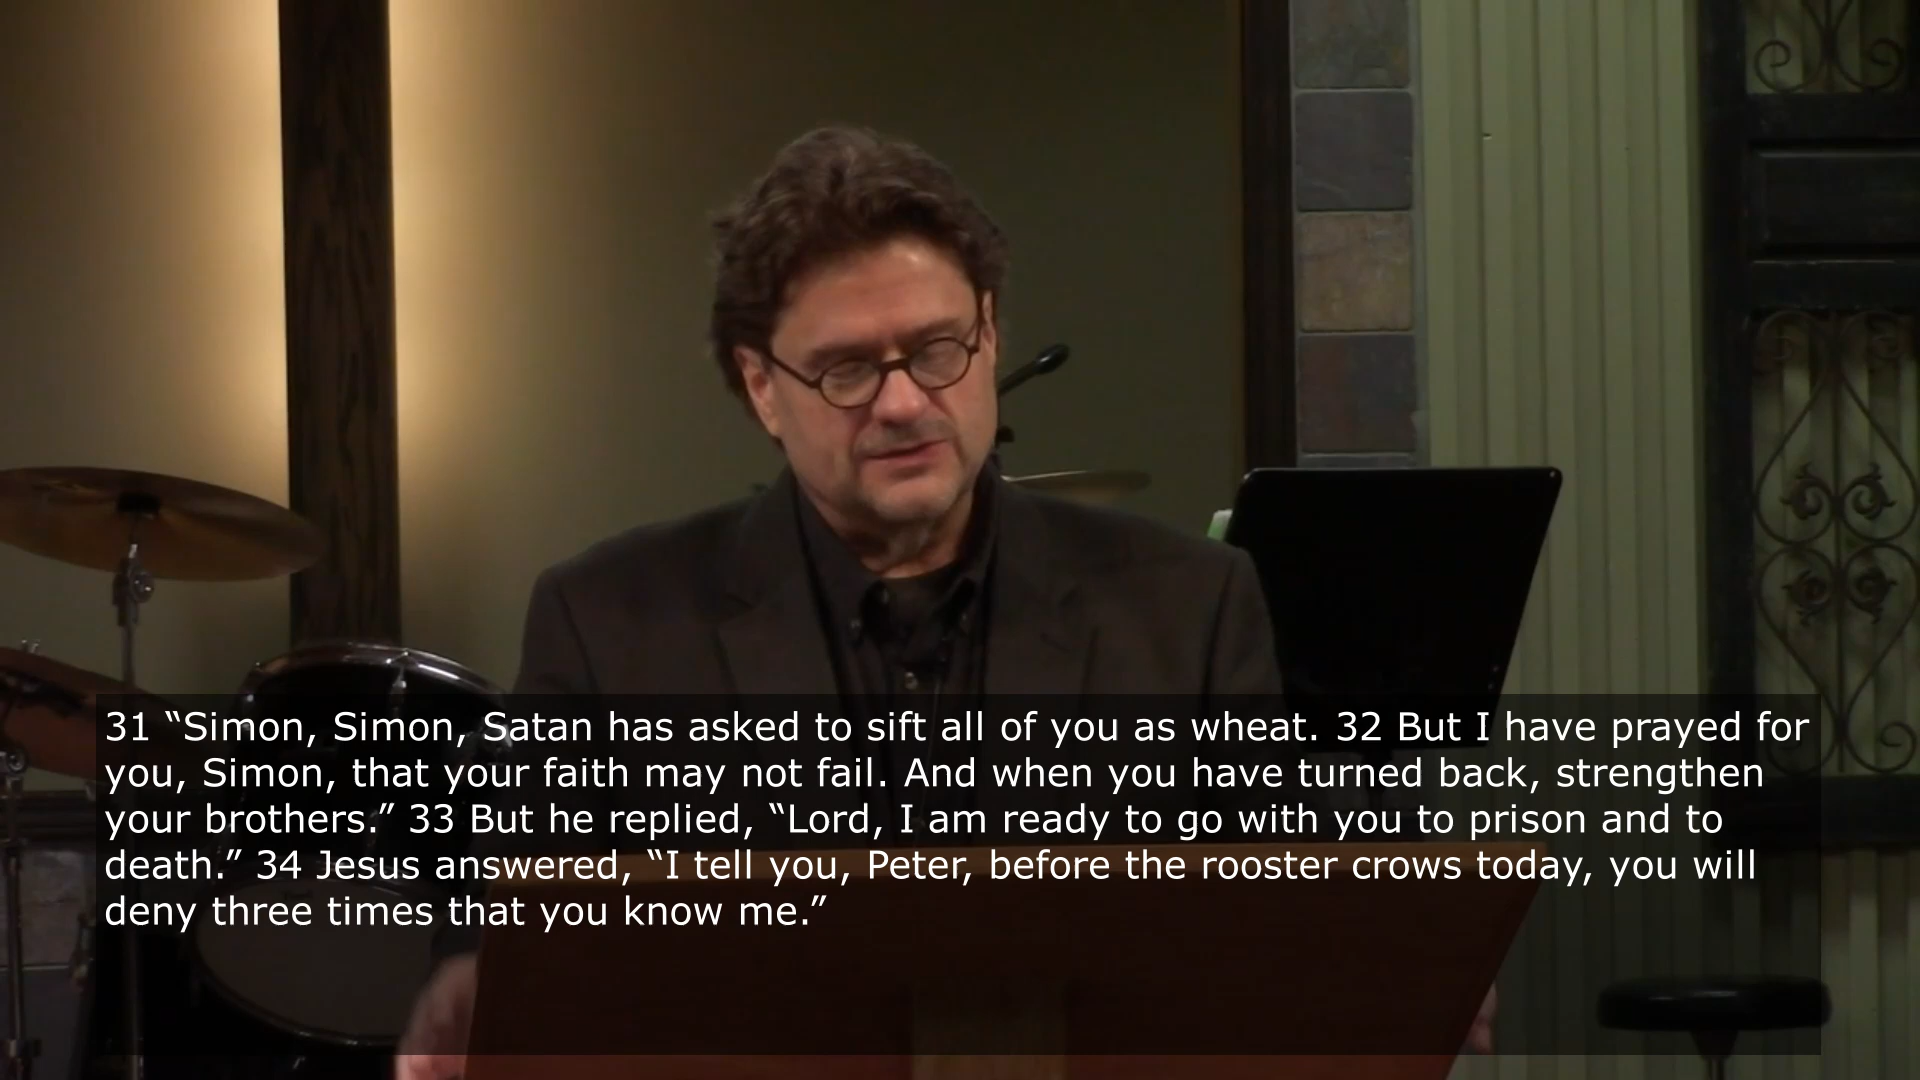 31 “Simon, Simon, Satan has asked to sift all of you as wheat. 32 But I have prayed for
you, Simon, that your faith may not fail. And when you have turned back, strengthen
your brothers.” 33 But he replied, “Lord, I am ready to go with you to prison and to
death.” 34 Jesus answered, “I tell you, Peter, before the rooster crows today, you will
deny three times that you know me.”